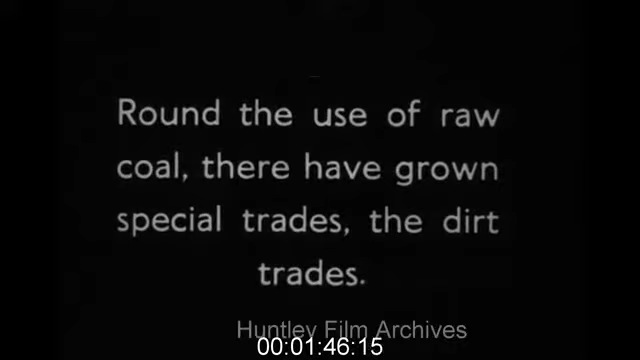 Round the use of raw
coal, there have grown
special trades, the dirt
trades.
Huntley Film Archives
00:01:46:15